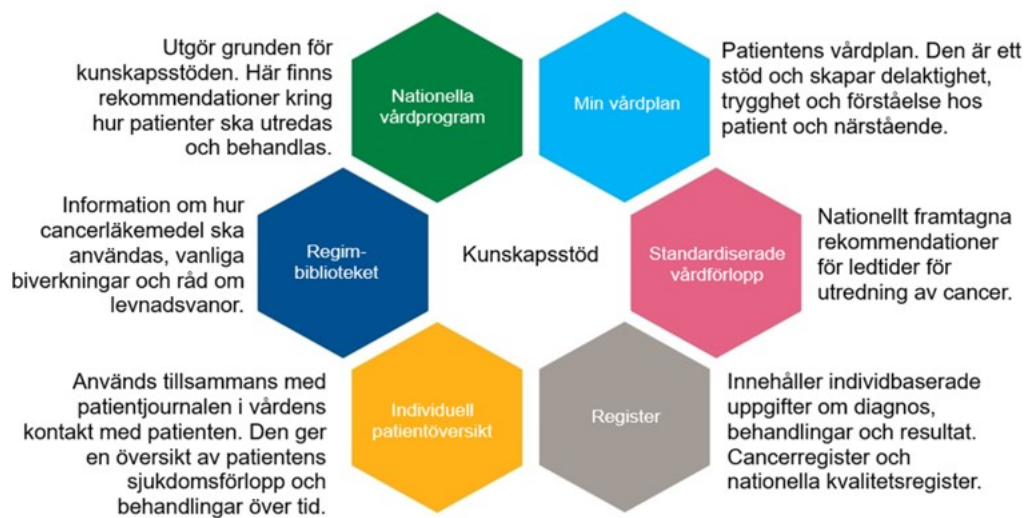 Utgör grunden för
kunskapsstöden. Här finns
rekommendationer kring
hur patienter ska utredas
och behandlas.
Nationella
vårdprogram
Min vårdplan
Patientens vårdplan. Den är ett
stöd och skapar delaktighet,
trygghet och förståelse hos
patient och närstående.
Information om hur
cancerläkemedel ska
användas, vanliga
biverkningar och råd om
levnadsvanor.
Regim-
biblioteket
Kunskapsstöd
Standardiserade
vårdförlopp
Nationellt framtagna
rekommendationer
för ledtider för
utredning av cancer.
Används tillsammans med
patientjournalen i vårdens
kontakt med patienten. Den ger
en översikt av patientens
sjukdomsförlopp och
behandlingar över tid.
Individuell
patientöversikt
Register
Innehåller individbaserade
uppgifter om diagnos,
behandlingar och resultat.
Cancerregister och
nationella kvalitetsregister.